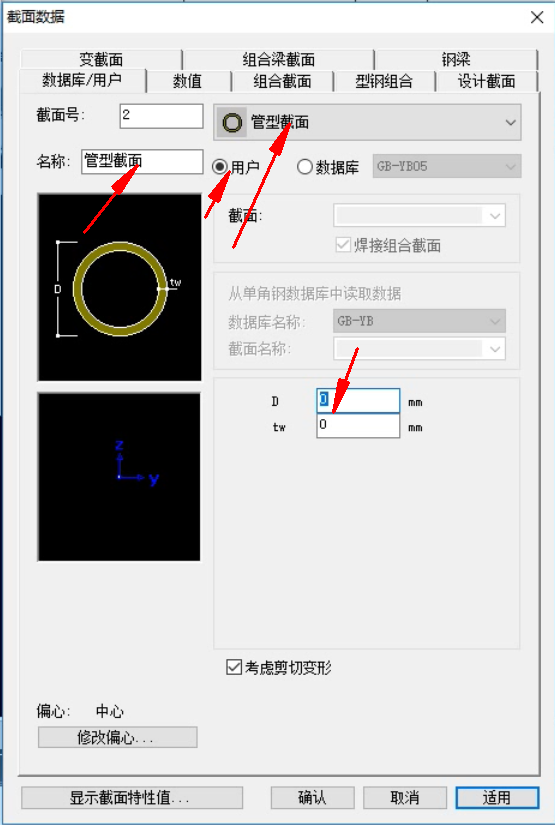 截面数据
变截面 组合梁截面 钢梁
数据库/用户 数值 组合截面 型钢组合 设计截面
截面号: 2 管型截面
名称: 管型截面 用户 数据库 GB-YB05
截面:
焊接组合截面
D tw
从单角钢数据库中读取数据
数据库名称: GB-YB
截面名称:
D 0 mm
tw 0 mm
z
y
考虑剪切变形
偏心: 中心
修改偏心...
显示截面特性值... 确认 取消 适用